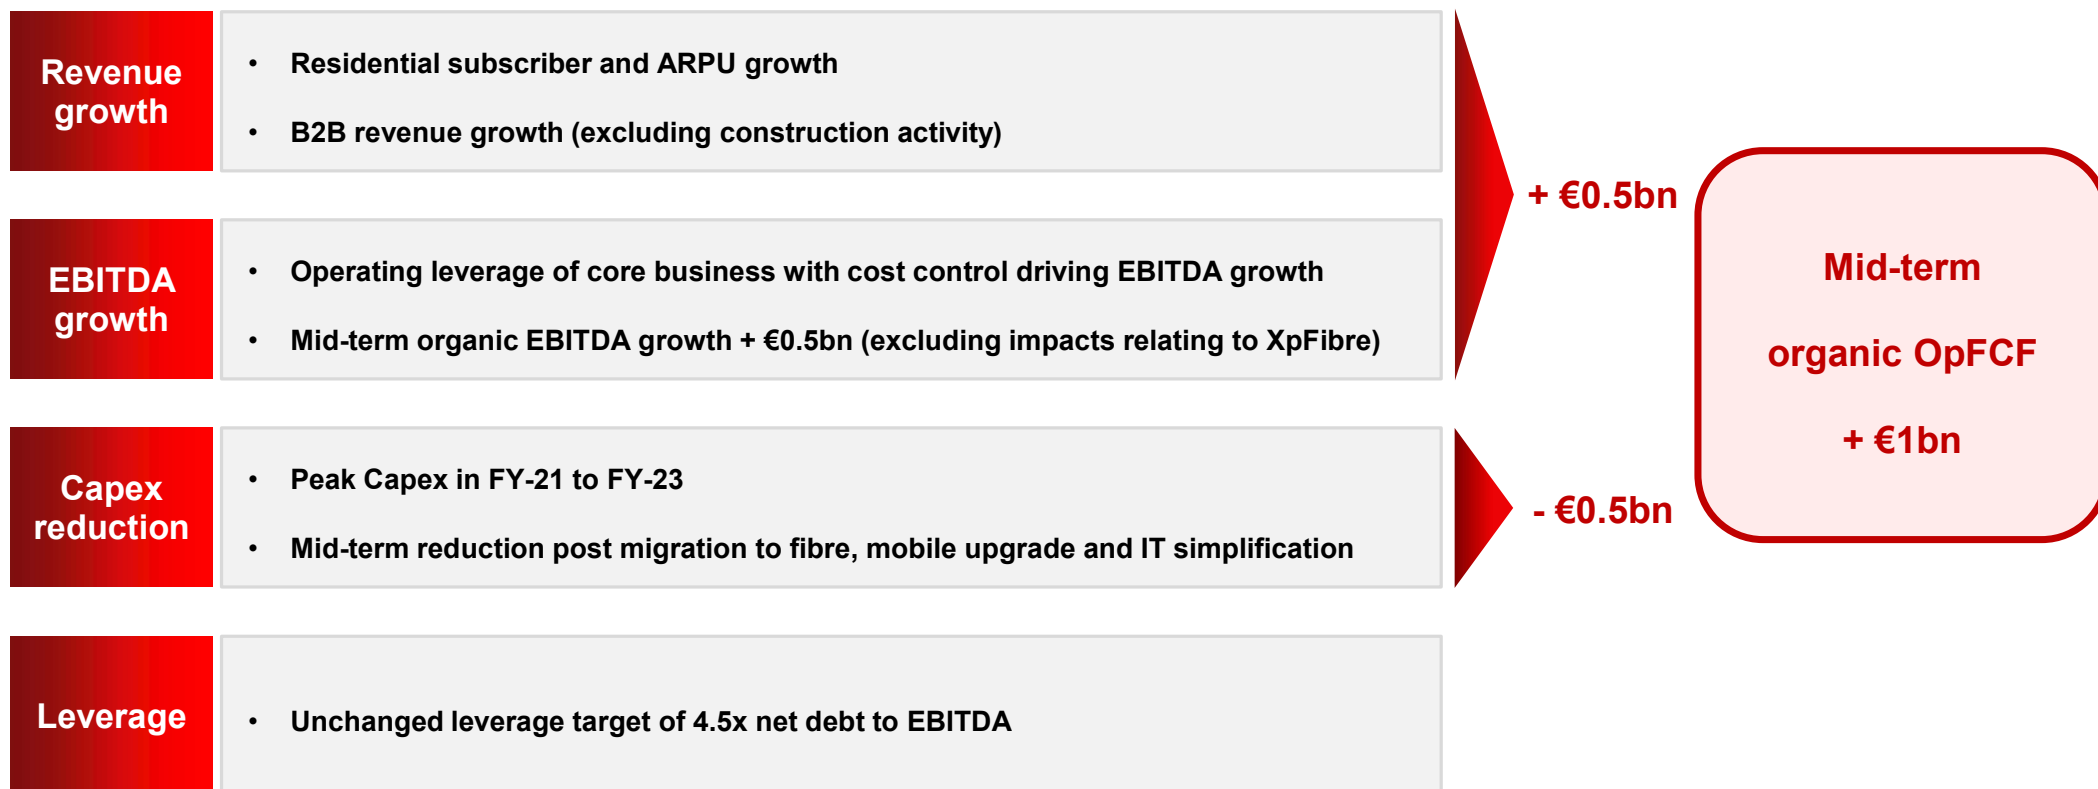 Revenue
growth
• Residential subscriber and ARPU growth
• B2B revenue growth (excluding construction activity)
EBITDA
growth
• Operating leverage of core business with cost control driving EBITDA growth
• Mid-term organic EBITDA growth + €0.5bn (excluding impacts relating to XpFibre)
+ €0.5bn
Capex
reduction
• Peak Capex in FY-21 to FY-23
• Mid-term reduction post migration to fibre, mobile upgrade and IT simplification
- €0.5bn
Mid-term
organic OpFCF
+ €1bn
Leverage
• Unchanged leverage target of 4.5x net debt to EBITDA